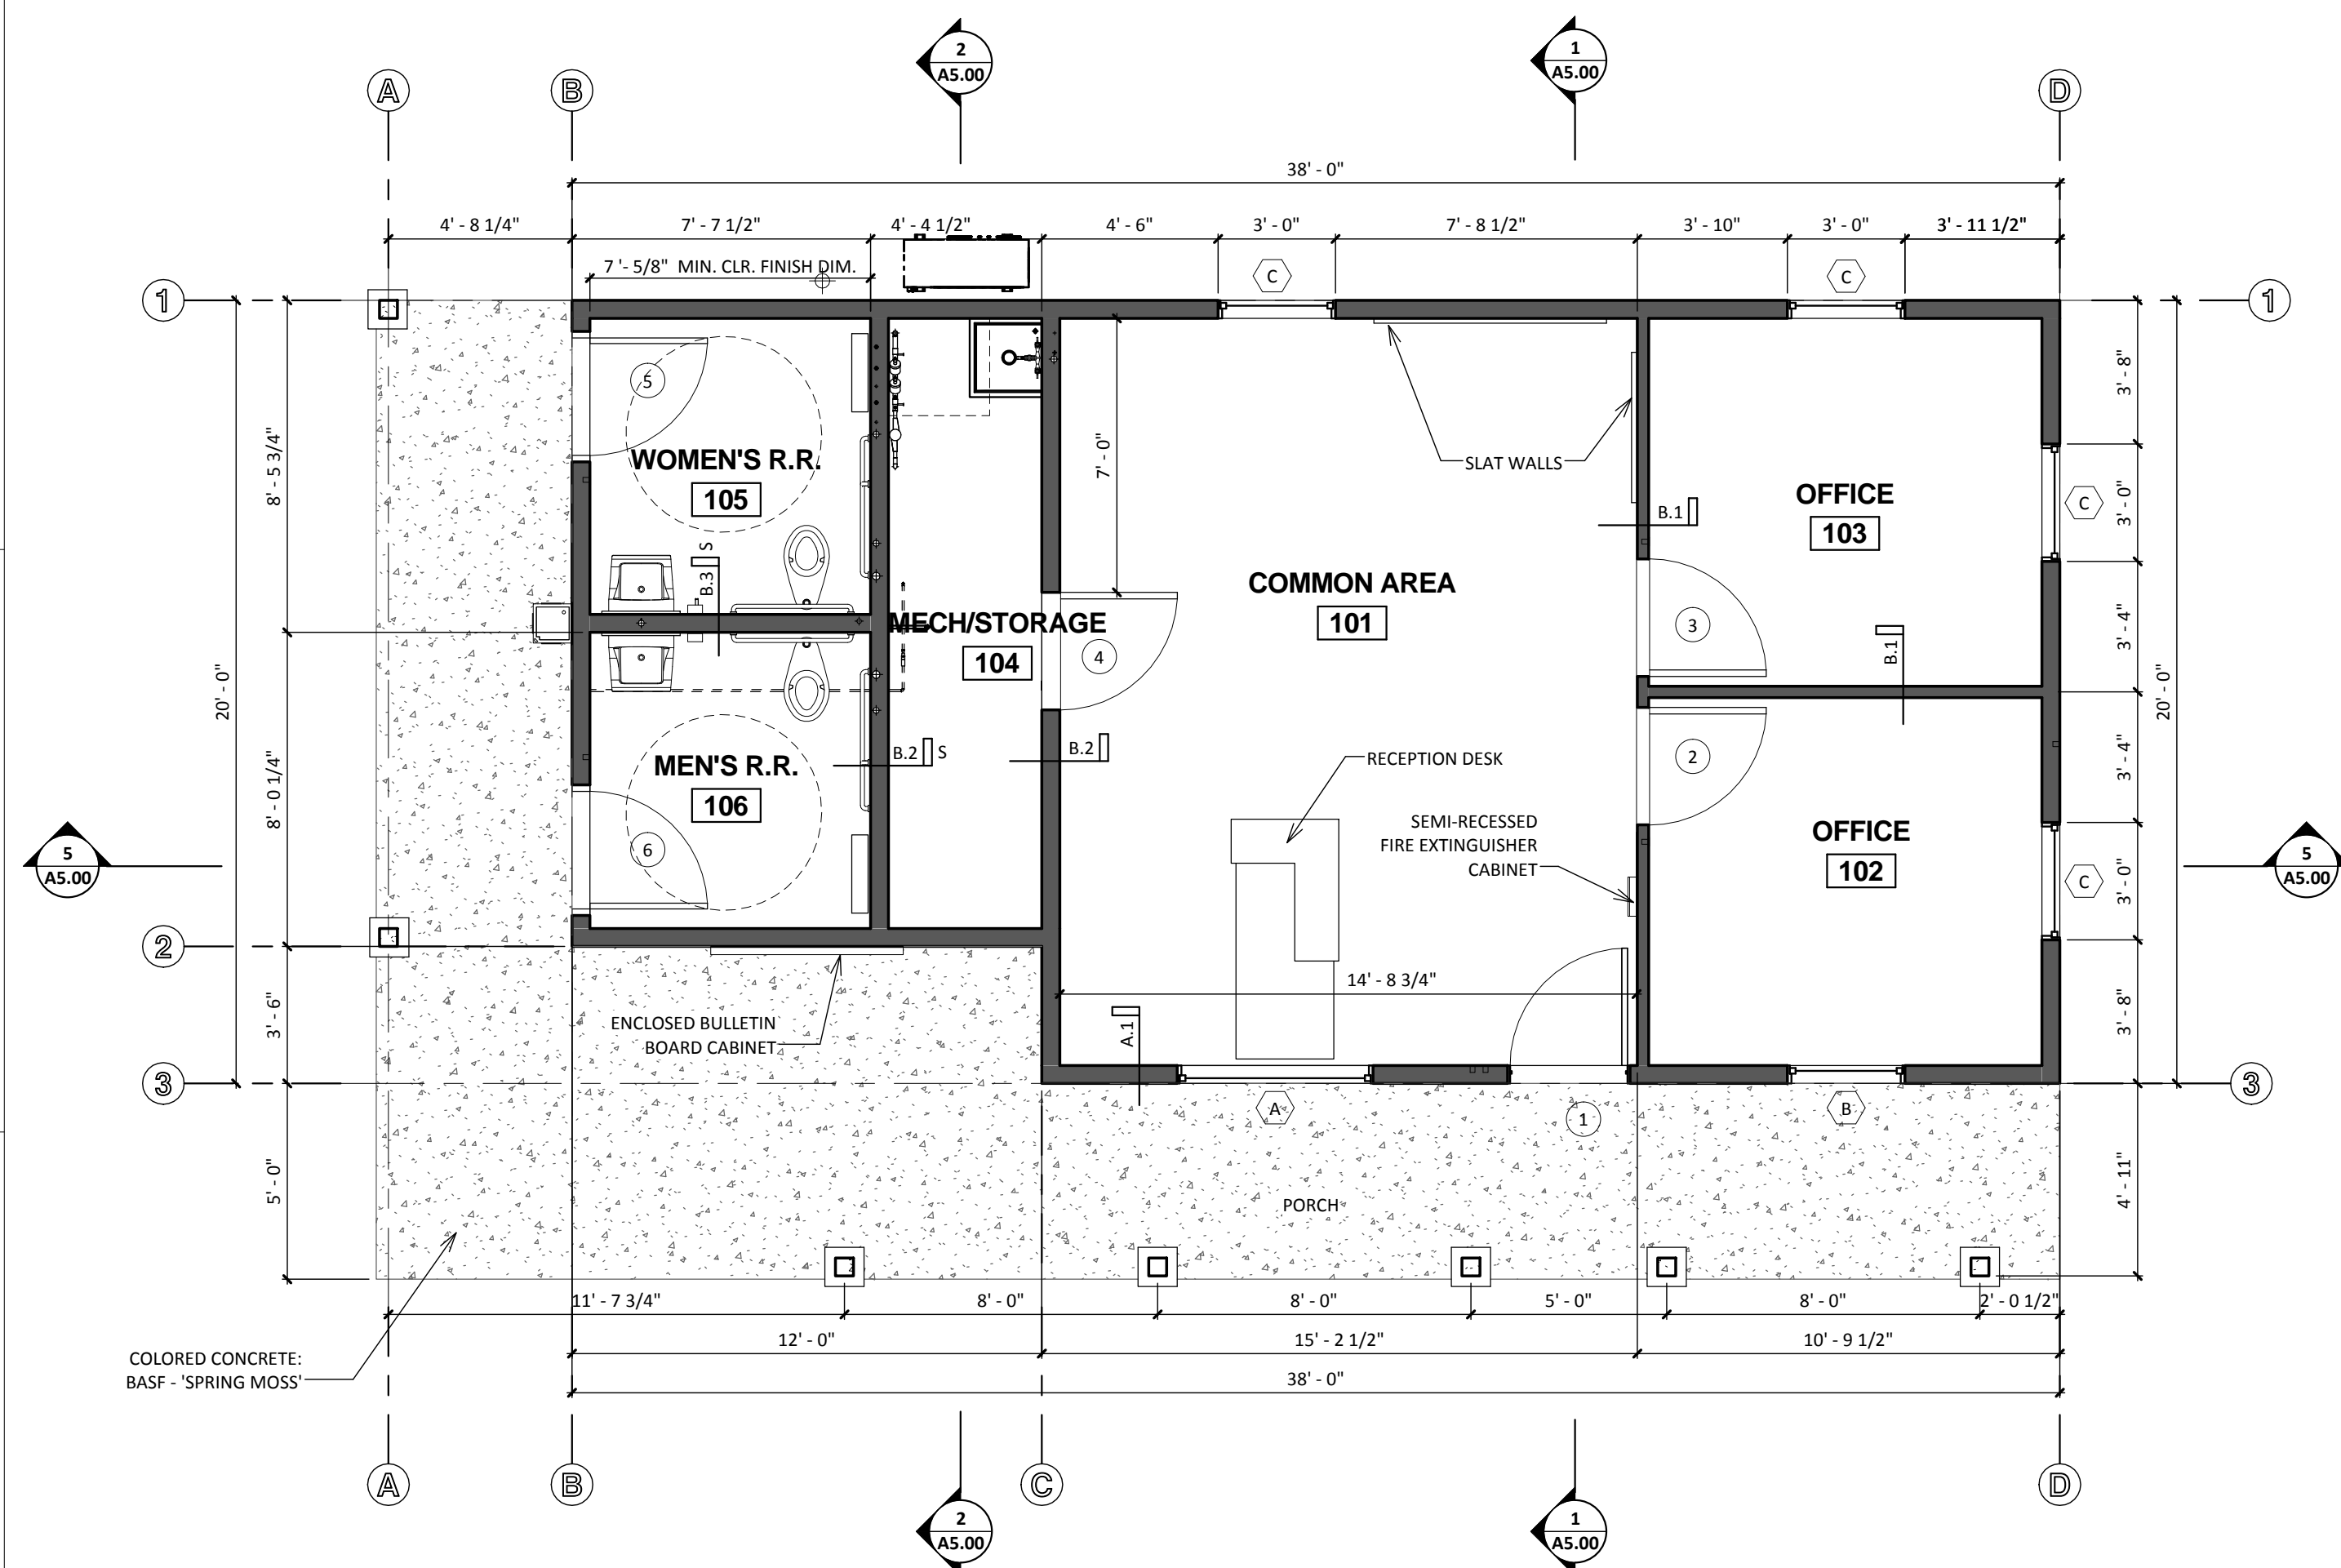 2
A5.00
1
A5.00
A
B
D
38' - 0"
4' - 8 1/4"
7' - 7 1/2"
4' - 4 1/2"
4' - 6"
3' - 0"
7' - 8 1/2"
3' - 10"
3' - 0"
3' - 11 1/2"
7 '- 5/8" MIN. CLR. FINISH DIM.
C
C
1
1
5
3' - 8"
8' - 5 3/4"
7' - 0"
WOMEN'S R.R.
105
SLAT WALLS
OFFICE
103
B.1
C
3' - 0"
B.3
S
COMMON AREA
101
MECH/STORAGE
104
4
3
B.1
3' - 4"
20' - 0"
20' - 0"
MEN'S R.R.
106
B.2
S
B.2
RECEPTION DESK
2
3' - 4"
8' - 0 1/4"
SEMI-RECESSED
FIRE EXTINGUISHER
CABINET
OFFICE
102
6
5
A5.00
5
A5.00
C
3' - 0"
2
14' - 8 3/4"
3' - 6"
ENCLOSED BULLETIN
BOARD CABINET
A.1
3' - 8"
3
3
A
1
B
5' - 0"
PORCH
4' - 11"
11' - 7 3/4"
8' - 0"
8' - 0"
5' - 0"
8' - 0"
2' - 0 1/2"
12' - 0"
15' - 2 1/2"
10' - 9 1/2"
COLORED CONCRETE:
BASF - 'SPRING MOSS'
38' - 0"
A
B
C
D
2
A5.00
1
A5.00